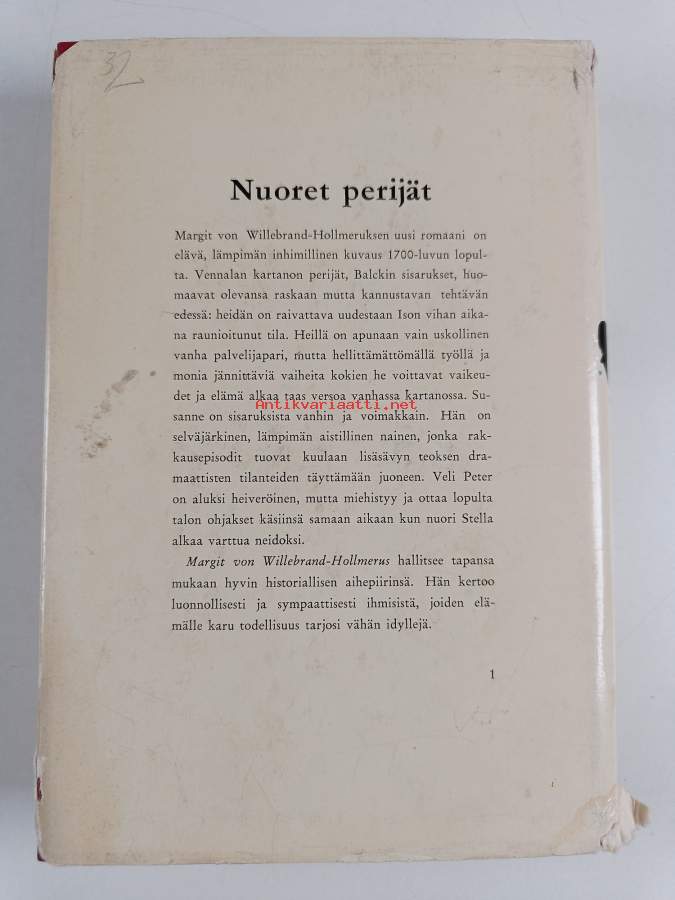 32
Nuoret perijät
Margit von Willebrand-Hollmeruksen uusi romaani on
elävä, lämpimän inhimillinen kuvaus 1700-luvun lopul-
ta. Vennalan kartanon perijät, Balckin sisarukset, huo-
maavat olevansa raskaan mutta kannustavan tehtävän
edessä: heidän on raivattava uudestaan Ison vihan aika-
na raunioitunut tila. Heillä on apunaan vain uskollinen
vanha palvelijapari, mutta hellittämättömällä työllä ja
monia jännittäviä vaiheita kokien he voittavat vaikeu-
det ja elämä alkaa taas versoa vanhassa kartanossa. Su-
Antikvariaatti.net
sanne on sisaruksista vanhin ja voimakkain. Hän on
selväjärkinen, lämpimän aistillinen nainen, jonka rak-
kausepisodit tuovat kuulaan lisäsävyn teoksen dra-
maattisten tilanteiden täyttämään juoneen. Veli Peter
on aluksi heiveröinen, mutta miehistyy ja ottaa lopulta
talon ohjakset käsiinsä samaan aikaan kun nuori Stella
alkaa varttua neidoksi.
Margit von Willebrand-Hollmerus hallitsee tapansa
mukaan hyvin historiallisen aihepiirinsä. Hän kertoo
luonnollisesti ja sympaattisesti ihmisistä, joiden elä-
mälle karu todellisuus tarjosi vähän idyllejä.
1